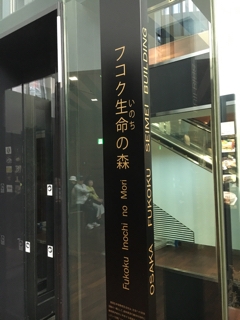 フコク生命の森
いのち
Fukoku Inochi no Mori
OSAKA FUKOKU SEIMEI BUILDING